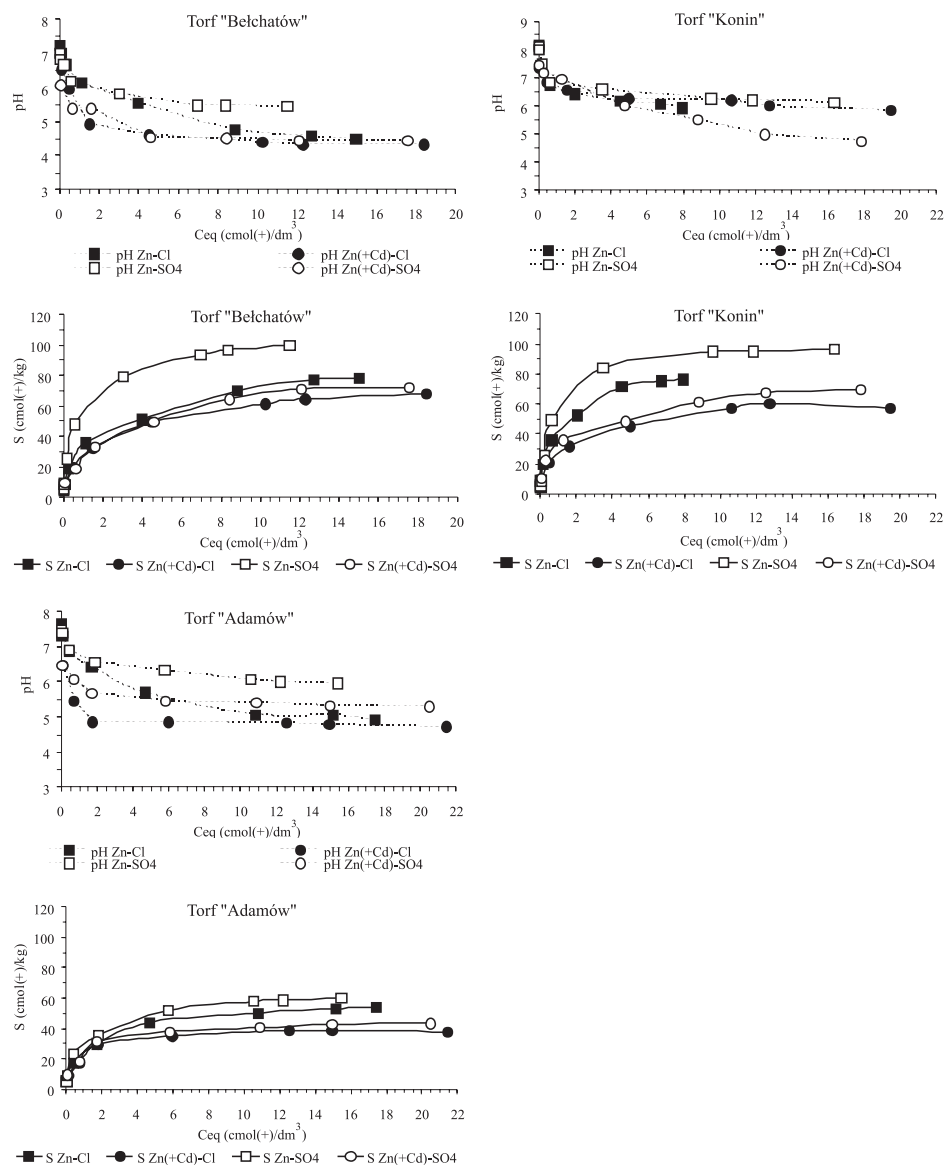 Torf "Bełchatów"
8
7
6
5
4
3
pH
0 2 4 6 8 10 12 14 16 18 20
Ceq (cmol(+)/dm3
pH Zn-Cl
pH Zn(+Cd)-Cl
pH Zn-SO4
pH Zn(+Cd)-SO4
Torf "Konin"
9
8
7
6
5
4
3
pH
0 2 4 6 8 10 12 14 16 18 20 22
Ceq (cmol(+)/dm3
pH Zn-Cl
pH Zn(+Cd)-Cl
pH Zn-SO4
pH Zn(+Cd)-SO4
Torf "Bełchatów"
120
100
80
60
40
20
0
S (cmol(+)/kg)
0 2 4 6 8 10 12 14 16 18 20
Ceq (cmol(+)/dm3
S Zn-Cl S Zn(+Cd)-Cl S Zn-SO4 S Zn(+Cd)-SO4
Torf "Konin"
120
100
80
60
40
20
0
S (cmol(+)/kg)
0 2 4 6 8 10 12 14 16 18 20 22
Ceq (cmol(+)/dm3
S Zn-Cl S Zn(+Cd)-Cl S Zn-SO4 S Zn(+Cd)-SO4
Torf "Adamów"
8
7
6
5
4
3
pH
0 2 4 6 8 10 12 14 16 18 20 22
Ceq (cmol(+)/dm3
pH Zn-Cl
pH Zn(+Cd)-Cl
pH Zn-SO4
pH Zn(+Cd)-SO4
Torf "Adamów"
120
100
80
60
40
20
0
S (cmol(+)/kg)
0 2 4 6 8 10 12 14 16 18 20 22
Ceq (cmol(+)/dm3
S Zn-Cl S Zn(+Cd)-Cl S Zn-SO4 S Zn(+Cd)-SO4